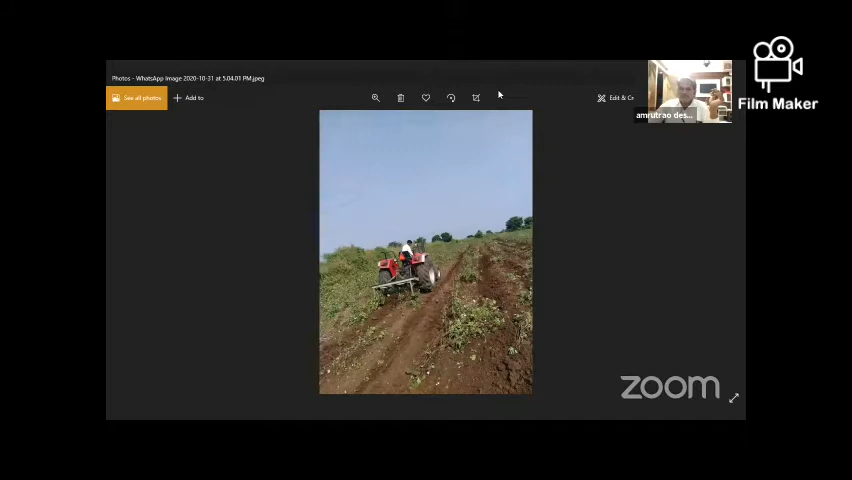 Photos - WhatsApp Image 2020-10-31 at 5.04.01 PM.jpeg
See all photos
Add to
Edit & Cr
amrutrao des...
Film Maker
zoom